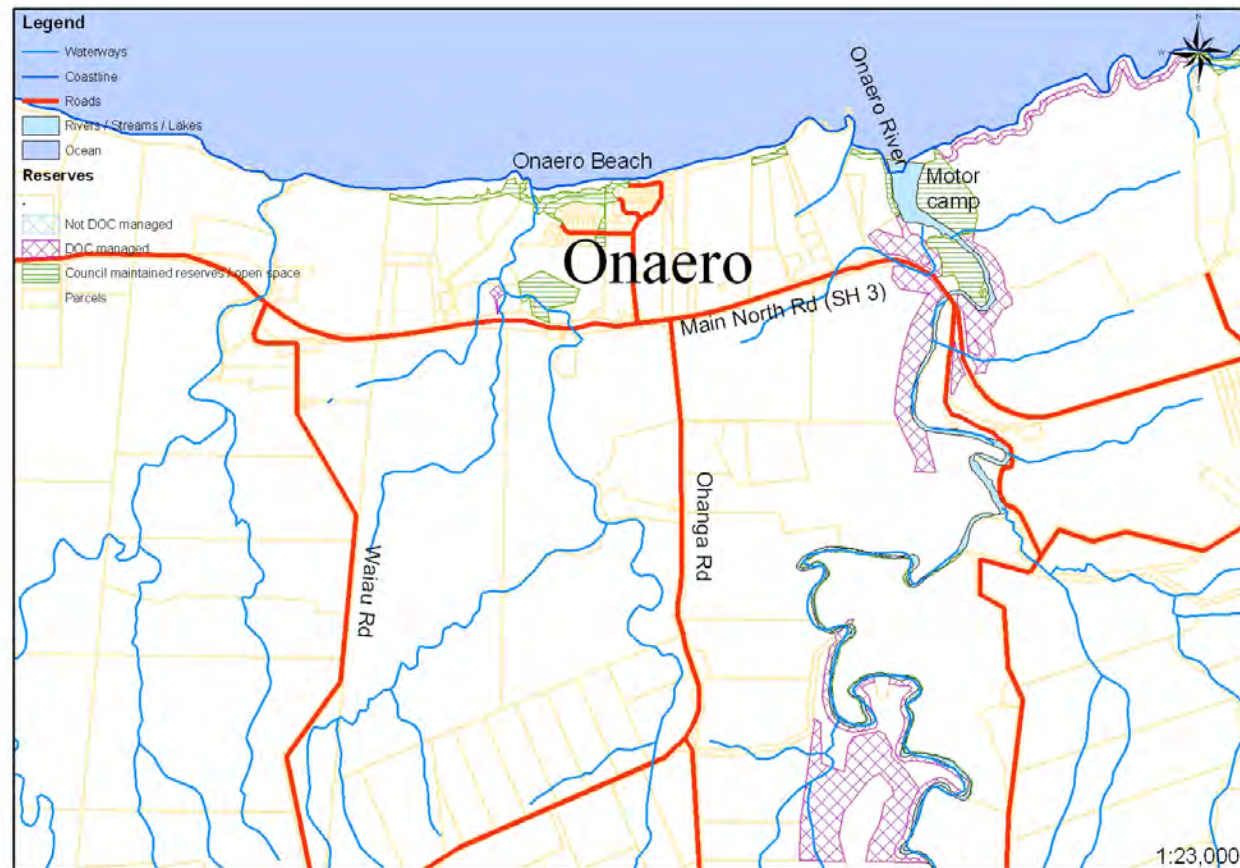 Legend
Waterways
Coastline
Roads
Rivers / Streams / Lakes
Ocean
Reserves
.
Not DOC managed
DOC managed
Council maintained reserves / open space
Parcels
N
W
S
Onaero River
Onaero Beach
Motor
camp
Onaero
Main North Rd (SH 3)
Ohanga Rd
Waiau Rd
1:23,000